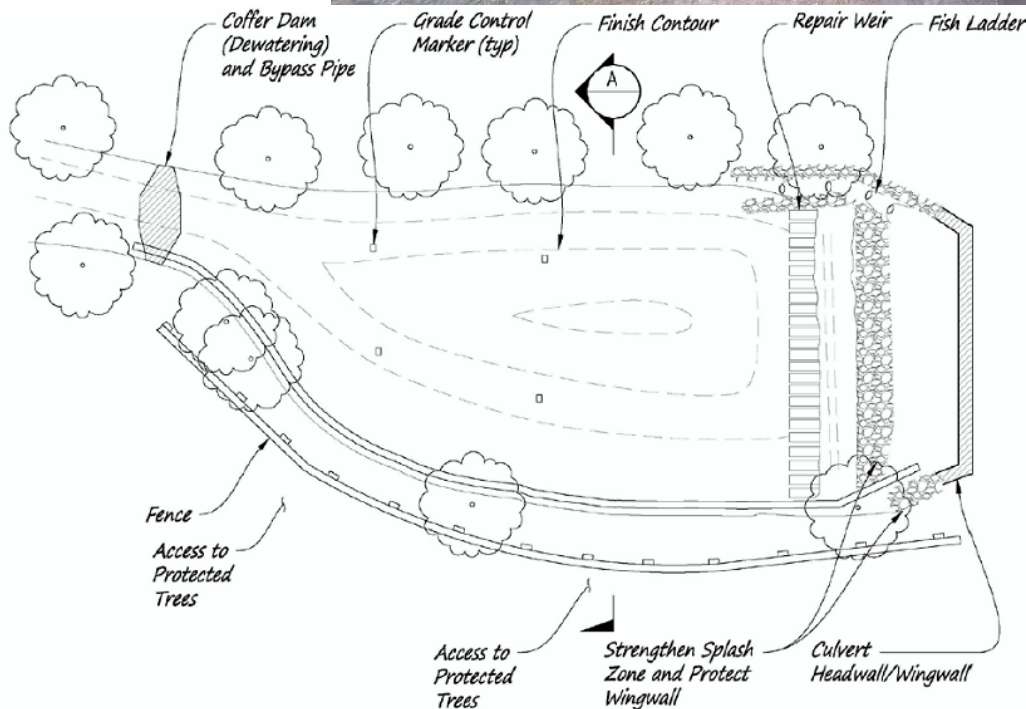 Coffer Dam
(Dewatering)
and Bypass Pipe
Grade Control
Marker (typ)
Finish Contour
A
Repair Weir
Fish Ladder
Fence
Access to
Protected
Trees
Access to
Protected
Trees
Strengthen Splash
Zone and Protect
Wingwall
Culvert
Headwall/Wingwall